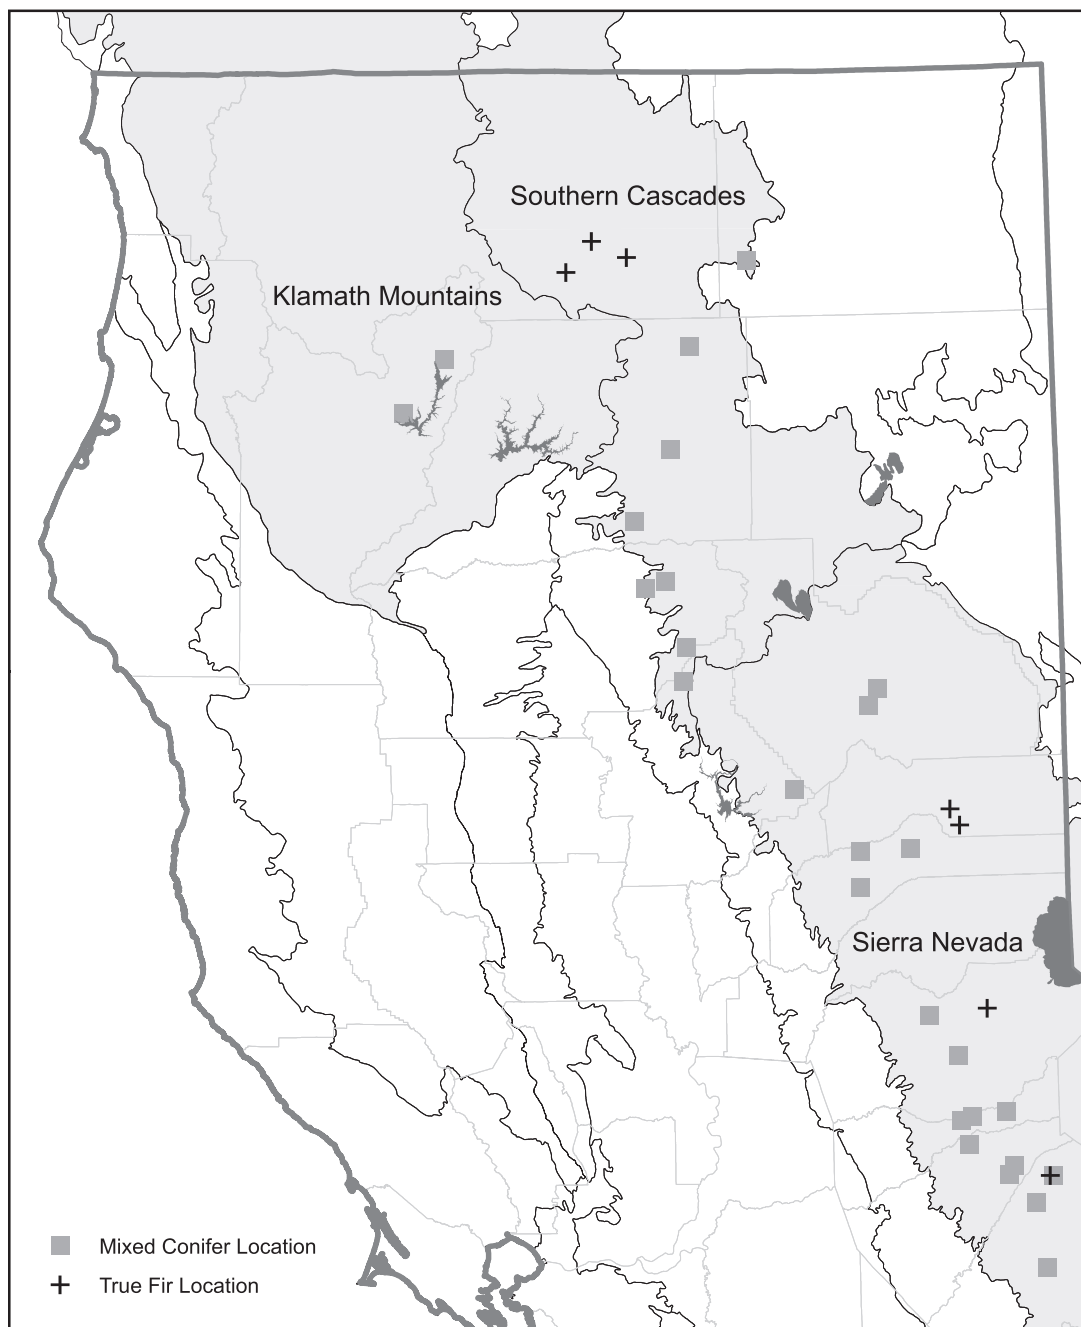 Southern Cascades
Klamath Mountains
Sierra Nevada
Mixed Conifer Location
True Fir Location